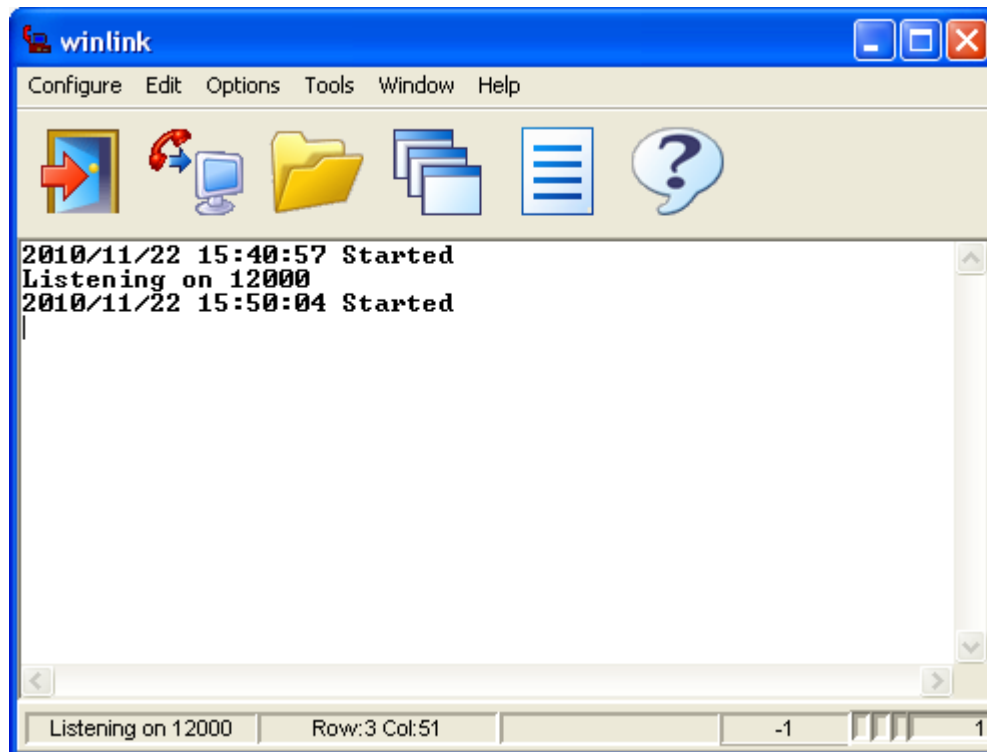 winlink
Configure Edit Options Tools Window Help
2010/11/22 15:40:57 Started
Listening on 12000
2010/11/22 15:50:04 Started
Listening on 12000 Row:3 Col:51 -1 1